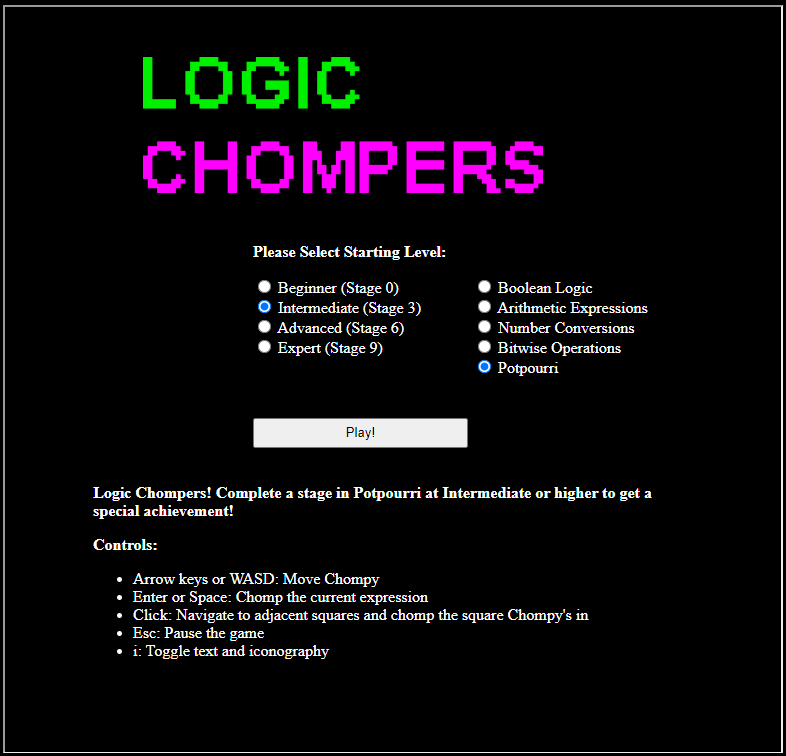 LOGIC
CHOMPERS
Please Select Starting Level:
Beginner (Stage 0)
Intermediate (Stage 3)
Advanced (Stage 6)
Expert (Stage 9)
Boolean Logic
Arithmetic Expressions
Number Conversions
Bitwise Operations
Potpourri
Play!
Logic Chompers! Complete a stage in Potpourri at Intermediate or higher to get a
special achievement!
Controls:
• Arrow keys or WASD: Move Chompy
• Enter or Space: Chomp the current expression
• Click: Navigate to adjacent squares and chomp the square Chompy's in
• Esc: Pause the game
• i: Toggle text and iconography